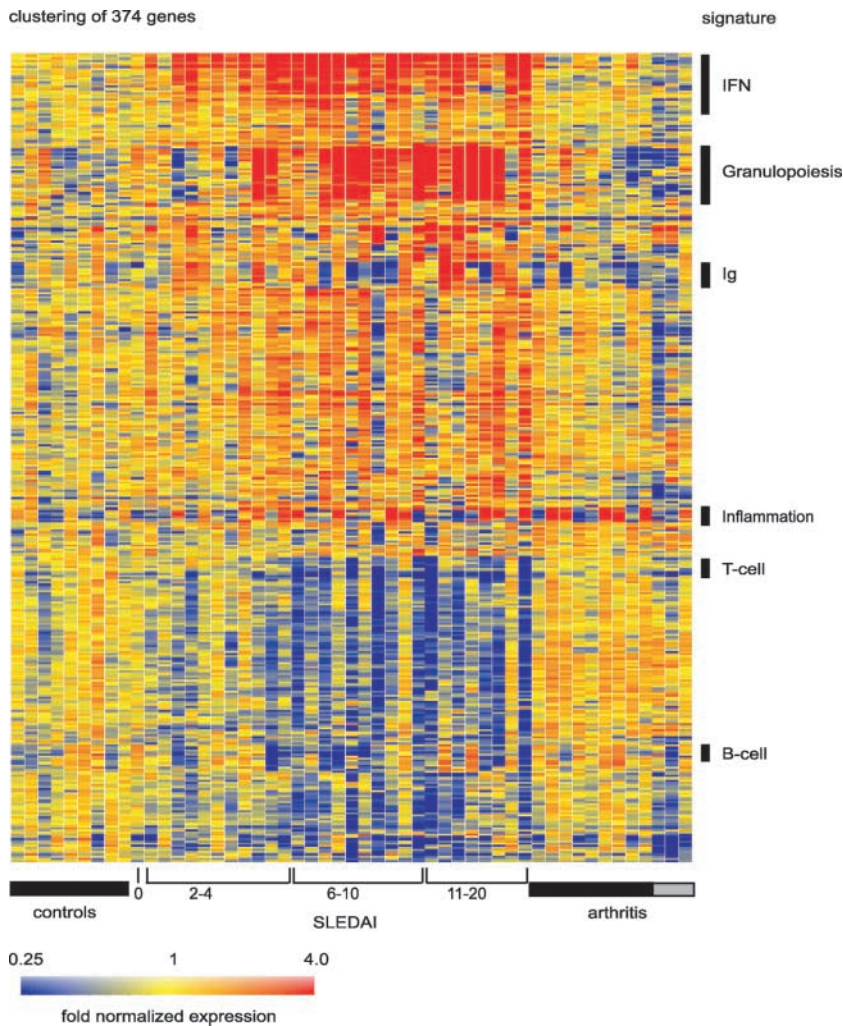 clustering of 374 genes
signature
IFN
Granulopoiesis
Ig
Inflammation
T-cell
B-cell
0
2-4
6-10
11-20
controls
SLEDAI
arthritis
0.25
1
4.0
fold normalized expression